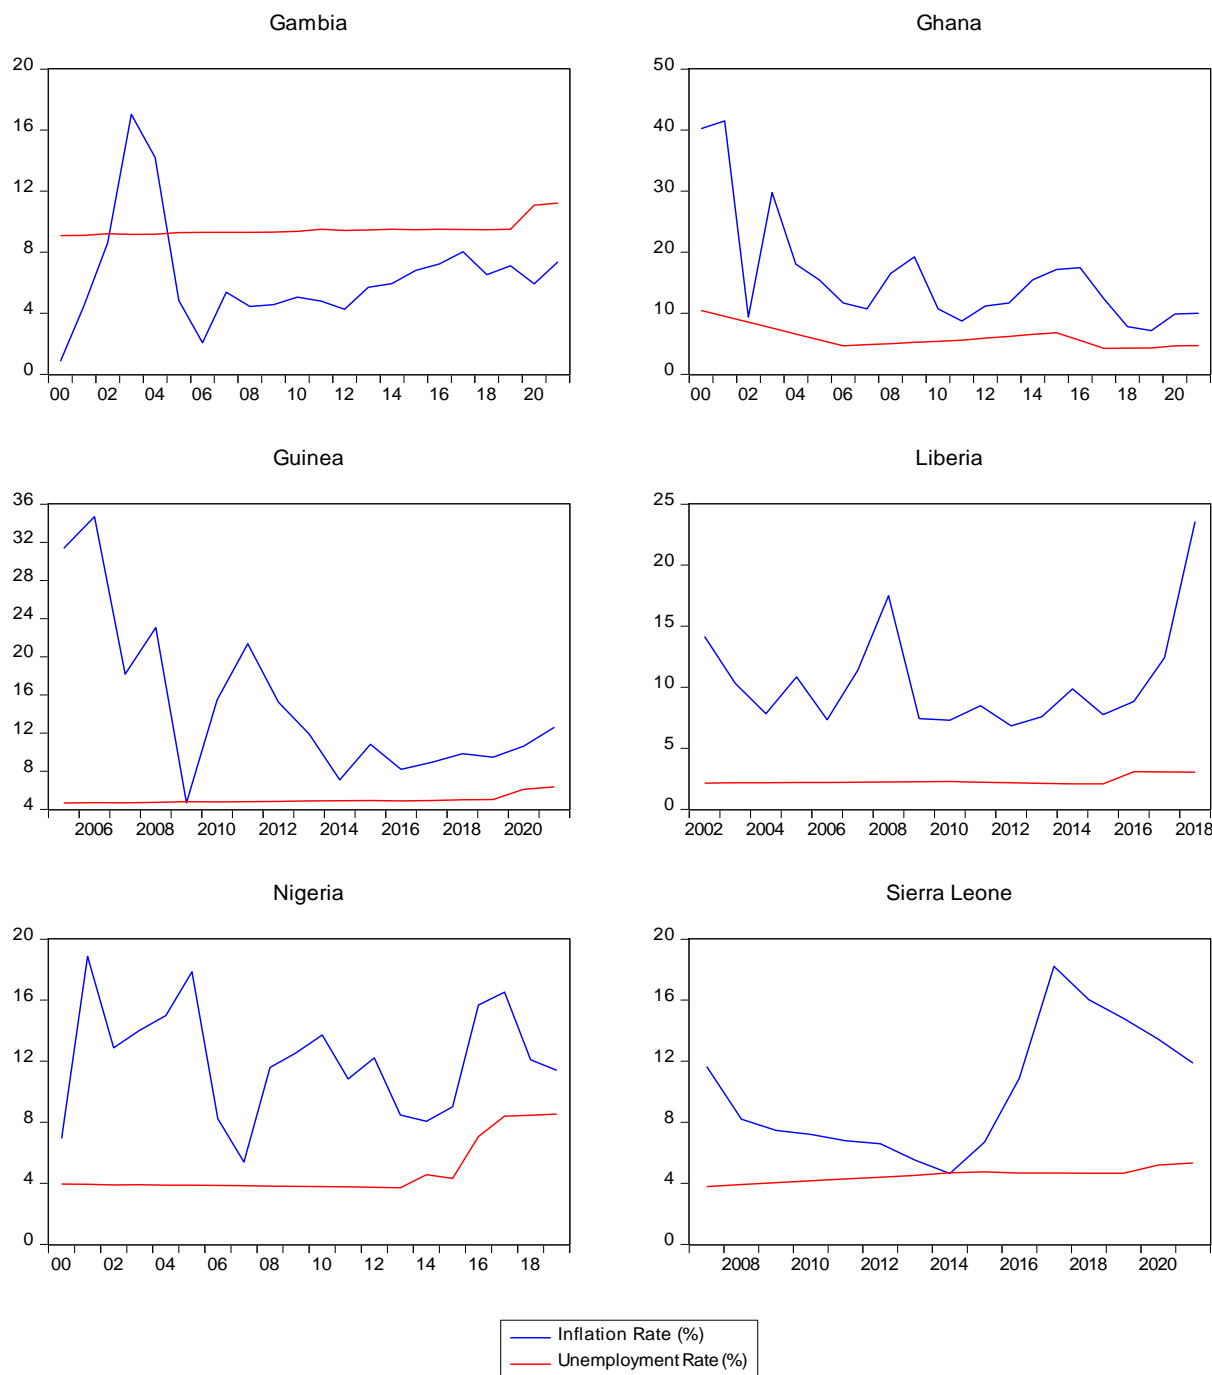 Gambia
20
16
12
8
4
0
00 02 04 06 08 10 12 14 16 18 20
Ghana
50
40
30
20
10
0
00 02 04 06 08 10 12 14 16 18 20
Guinea
36
32
28
24
20
16
12
8
4
2006 2008 2010 2012 2014 2016 2018 2020
Liberia
25
20
15
10
5
0
2002 2004 2006 2008 2010 2012 2014 2016 2018
Nigeria
20
16
12
8
4
0
00 02 04 06 08 10 12 14 16 18
Sierra Leone
20
16
12
8
4
0
2008 2010 2012 2014 2016 2018 2020
Inflation Rate (%)
Unemployment Rate (%)